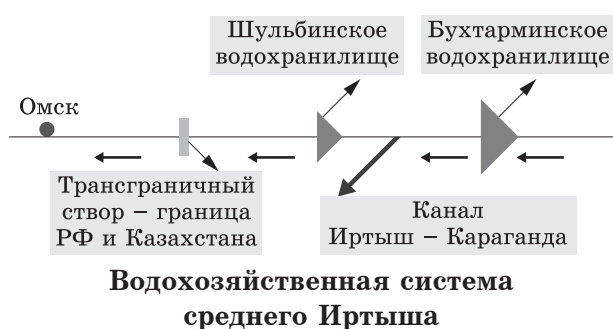 Шульбинское
водохранилище
Бухтарминское
водохранилище
Омск
Трансграничный
створ – граница
РФ и Казахстана
Канал
Иртыш – Караганда
Водохозяйственная система
среднего Иртыша